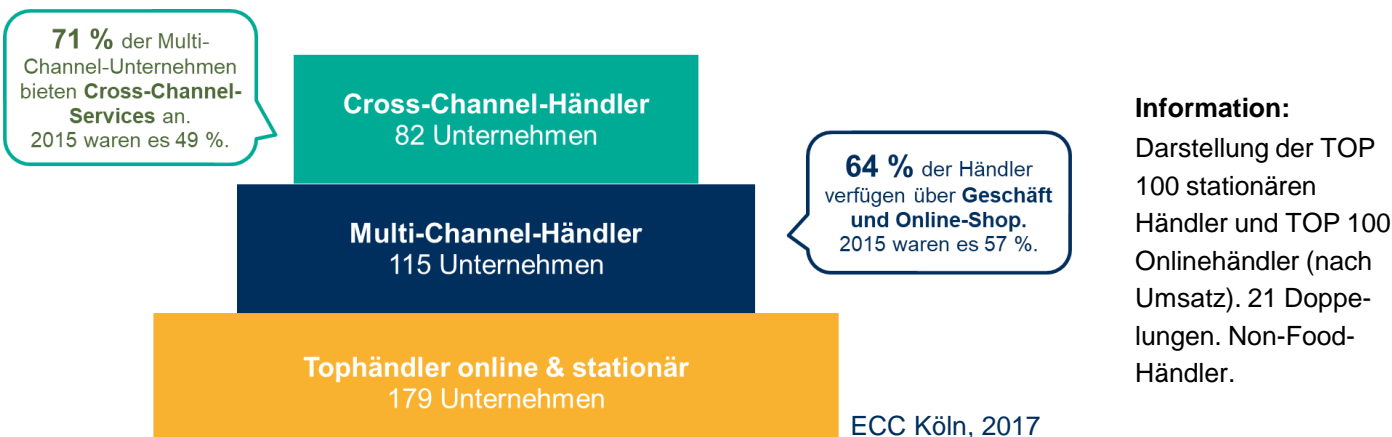 71 % der Multi-
Channel-Unternehmen
bieten Cross-Channel-
Services an.
2015 waren es 49 %.
Cross-Channel-Händler
82 Unternehmen
64 % der Händler
verfügen über Geschäft
und Online-Shop.
2015 waren es 57 %.
Multi-Channel-Händler
115 Unternehmen
Tophändler online & stationär
179 Unternehmen
ECC Köln, 2017
Information:
Darstellung der TOP
100 stationären
Händler und TOP 100
Onlinehändler (nach
Umsatz). 21 Doppe-
lungen. Non-Food-
Händler.